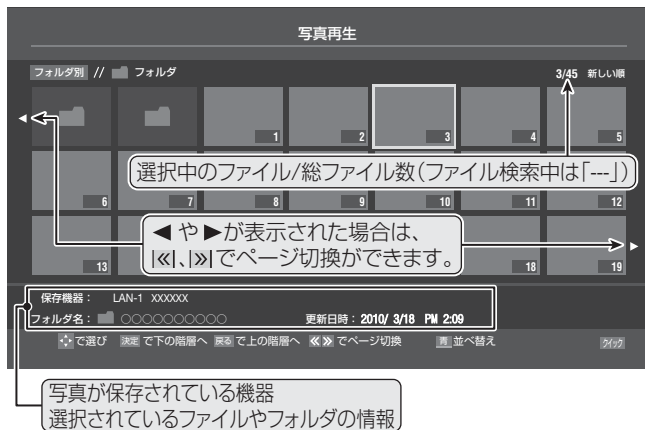 写真再生
フォルダ別 // フォルダ
3/45 新しい順
1 2 3 4 5
選択中のファイル/総ファイル数(ファイル検索中は「---」)
6 7 8 9 10 11 12
◀ や ▶が表示された場合は、
|≪|、|≫|でページ切換ができます。
13 18 19
保存機器： LAN-1 XXXXXX
フォルダ名： ○○○○○○○○○○ 更新日時：2010/ 3/18 PM 2:09
で選び 決定 で下の階層へ 戻る で上の階層へ ≪ ≫ でページ切換 青 並べ替え クイック
写真が保存されている機器
選択されているファイルやフォルダの情報